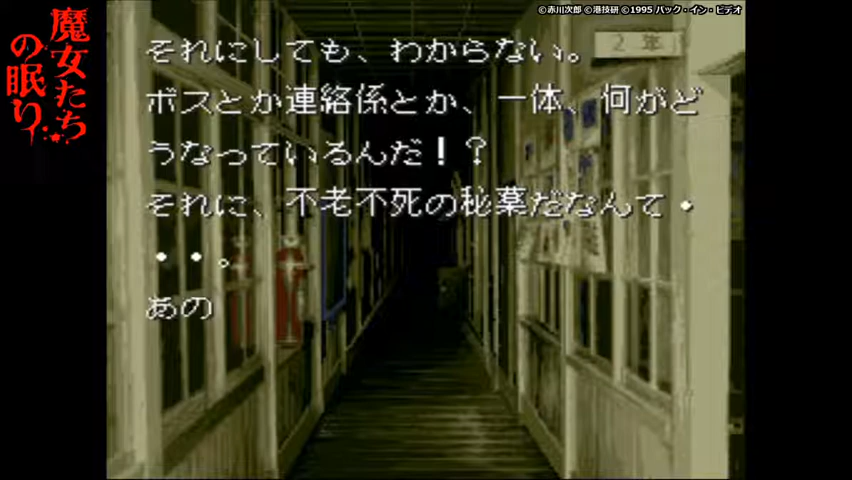 ©赤川次郎 ©港技研 ©1995 パック・イン・ビデオ
魔女たち
の眠り
2年
それにしても、わからない。
ボスとか連絡係とか、一体、何がど
うなっているんだ！？
それに、不老不死の秘薬だなんて・
・・。
あの